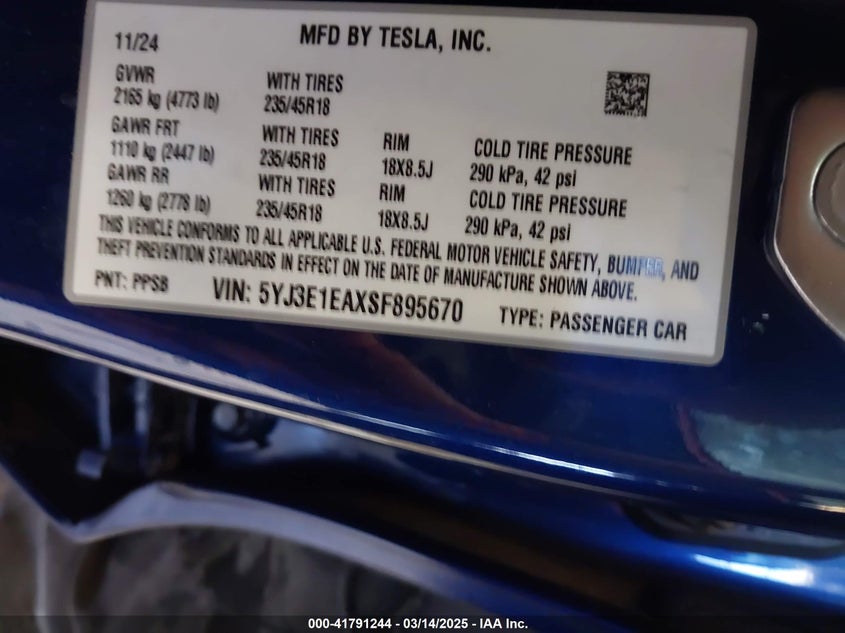 11/24
MFD BY TESLA, INC.
GVWR
2165 kg (4773 lb)
WITH TIRES
235/45R18
GAWR FRT
1110 kg (2447 lb)
WITH TIRES
235/45R18
RIM
18X8.5J
COLD TIRE PRESSURE
290 kPa, 42 psi
GAWR RR
1260 kg (2778 lb)
WITH TIRES
235/45R18
RIM
18X8.5J
COLD TIRE PRESSURE
290 kPa, 42 psi
THIS VEHICLE CONFORMS TO ALL APPLICABLE U.S. FEDERAL MOTOR VEHICLE SAFETY, BUMPER, AND
THEFT PREVENTION STANDARDS IN EFFECT ON THE DATE OF MANUFACTURE SHOWN ABOVE.
PNT: PPSB
VIN: 5YJ3E1EAXSF895670
TYPE: PASSENGER CAR
000-41791244 - 03/14/2025 - IAA Inc.